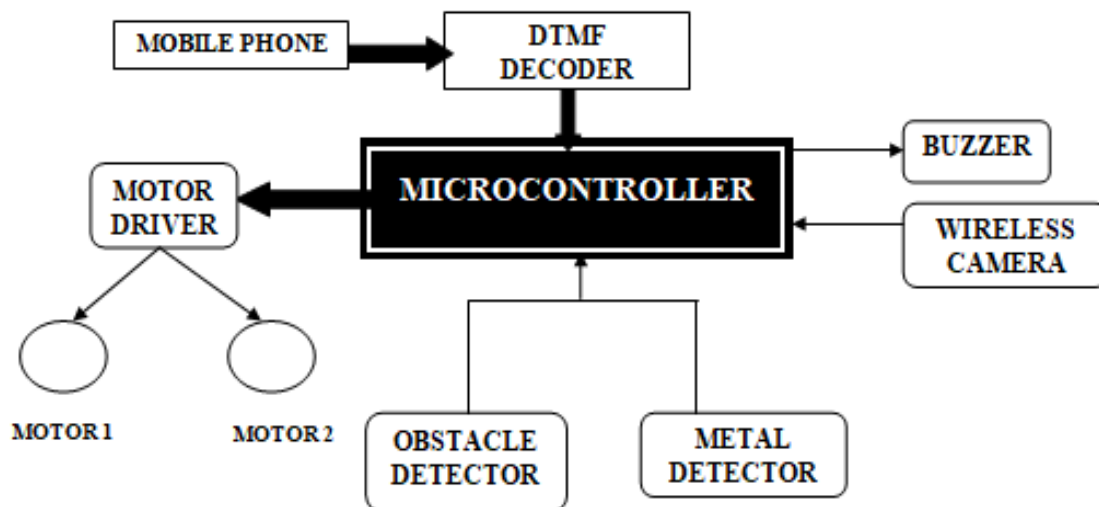 MOBILE PHONE
DTMF
DECODER
MICROCONTROLLER
BUZZER
MOTOR
DRIVER
WIRELESS
CAMERA
MOTOR 1
MOTOR 2
OBSTACLE
DETECTOR
METAL
DETECTOR